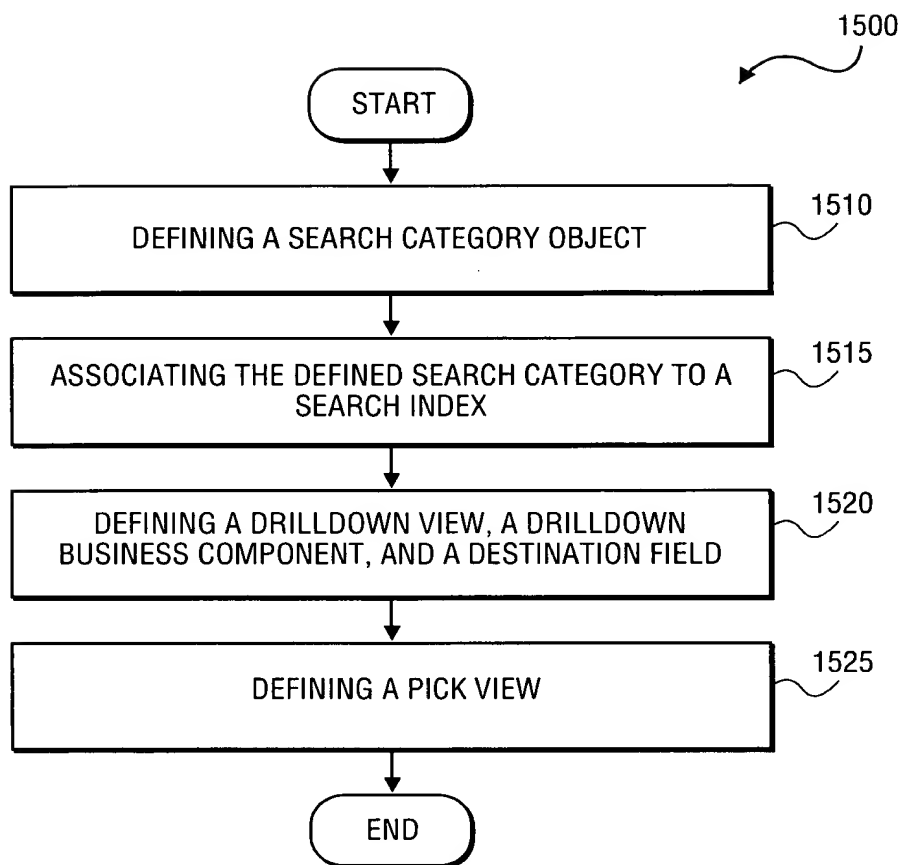 1500
START
DEFINING A SEARCH CATEGORY OBJECT
1510
ASSOCIATING THE DEFINED SEARCH CATEGORY TO A
SEARCH INDEX
1515
DEFINING A DRILLDOWN VIEW, A DRILLDOWN
BUSINESS COMPONENT, AND A DESTINATION FIELD
1520
DEFINING A PICK VIEW
1525
END